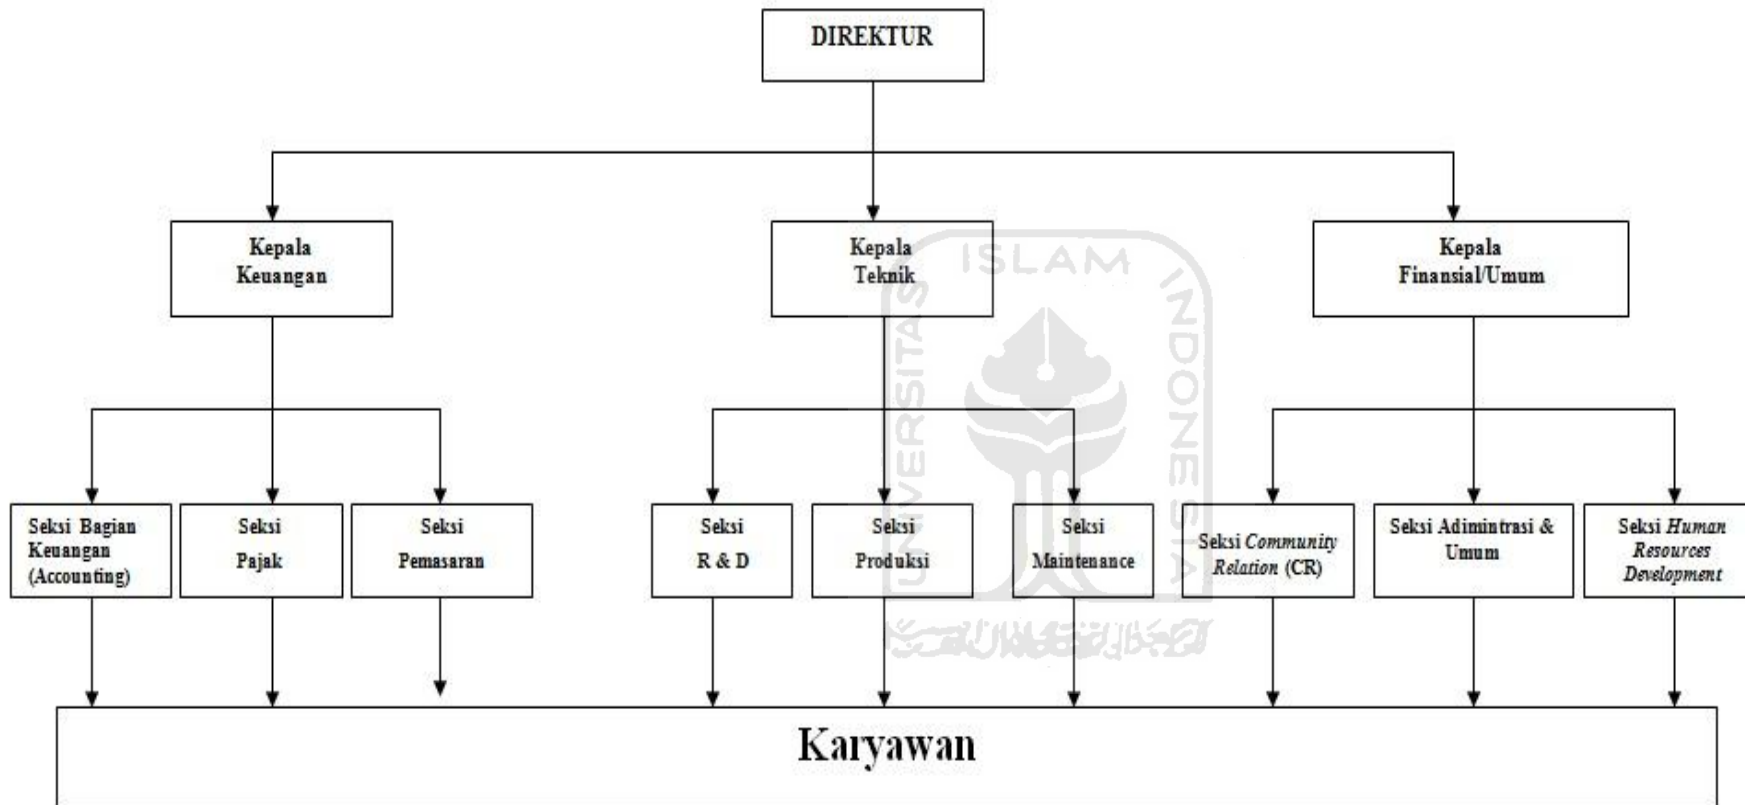 DIREKTUR
Kepala
Keuangan
Kepala
Teknik
Kepala
Finansial/Umum
ISLAM
UNIVERSITAS
INDONESIA
Seksi Bagian
Keuangan
(Accounting)
Seksi
Pajak
Seksi
Pemasaran
Seksi
R & D
Seksi
Produksi
Seksi
Maintenance
Seksi Community
Relation (CR)
Seksi Adimintrasi &
Umum
Seksi Human
Resources
Development
Karyawan